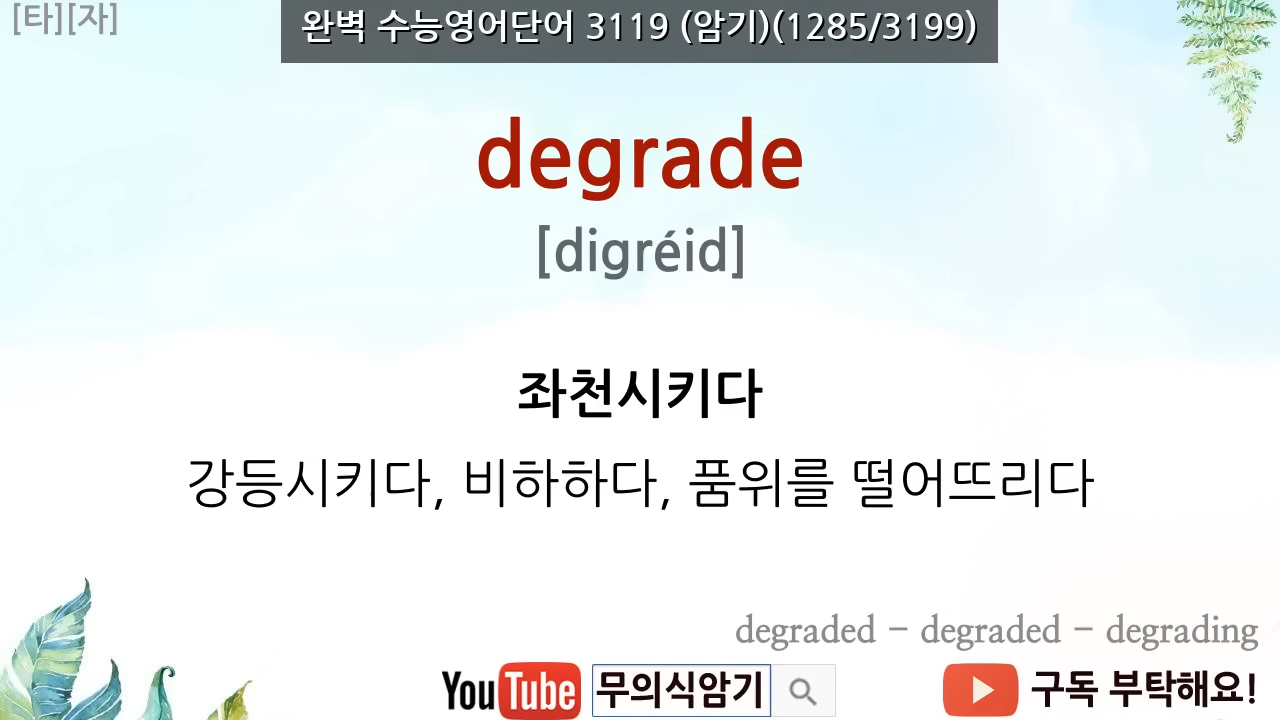 [타][자]
완벽 수능영어단어 3119 (암기)(1285/3199)
degrade
[digréid]
좌천시키다
강등시키다, 비하하다, 품위를 떨어뜨리다
degraded - degraded - degrading
YouTube 무의식암기 구독 부탁해요!